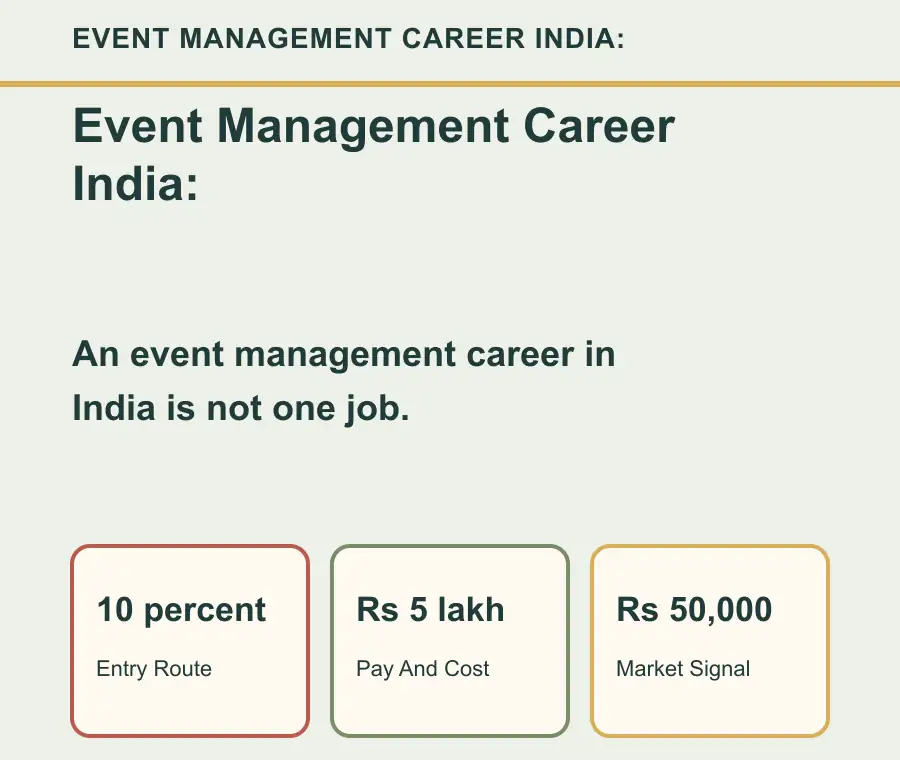 EVENT MANAGEMENT CAREER INDIA:
Event Management Career
India:
An event management career in
India is not one job.
10 percent
Entry Route
Rs 5 lakh
Pay And Cost
Rs 50,000
Market Signal